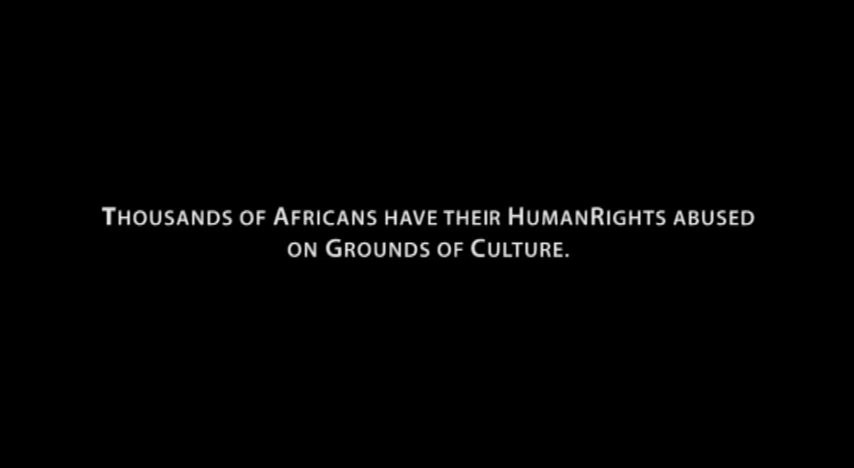 Thousands of Africans have their HumanRights abused
on Grounds of Culture.